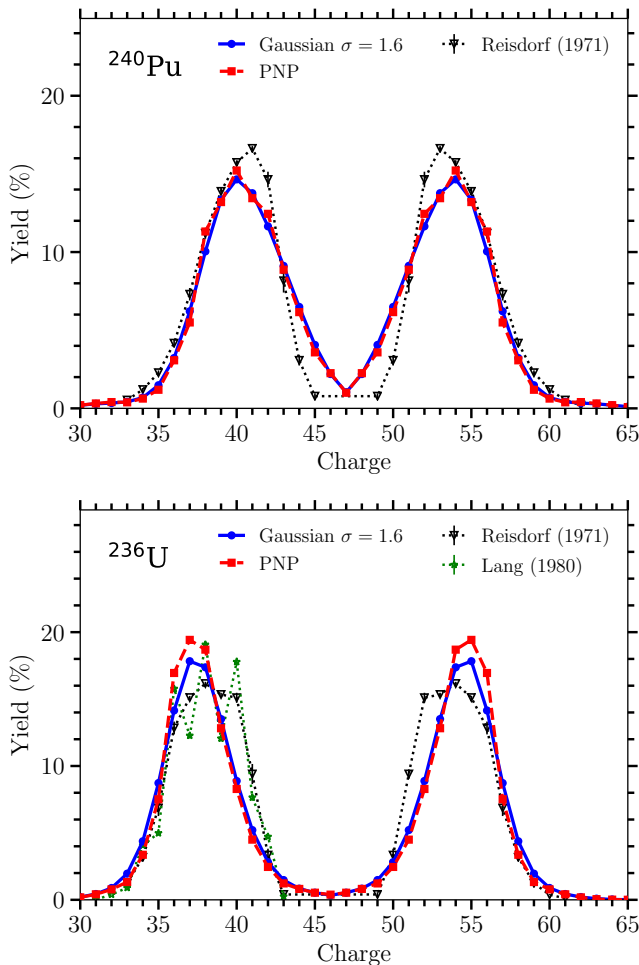 ²⁴⁰Pu
Gaussian σ = 1.6
PNP
Reisdorf (1971)
Yield (%)
20
10
0
30 35 40 45 50 55 60 65
Charge
²³⁶U
Gaussian σ = 1.6
PNP
Reisdorf (1971)
Lang (1980)
Yield (%)
20
10
0
30 35 40 45 50 55 60 65
Charge